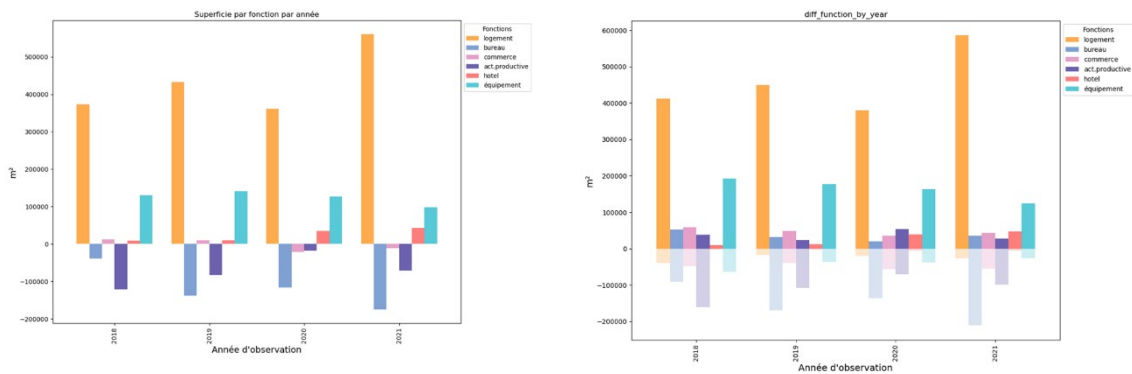 Superficie par fonction par année
Fonctions
logement
bureau
commerce
act.productive
hotel
équipement
500000
400000
300000
200000
100000
0
−100000
−200000
m²
2018
2019
2020
2021
Année d'observation
diff_function_by_year
Fonctions
logement
bureau
commerce
act.productive
hotel
équipement
600000
500000
400000
300000
200000
100000
0
−100000
−200000
m²
2018
2019
2020
2021
Année d'observation